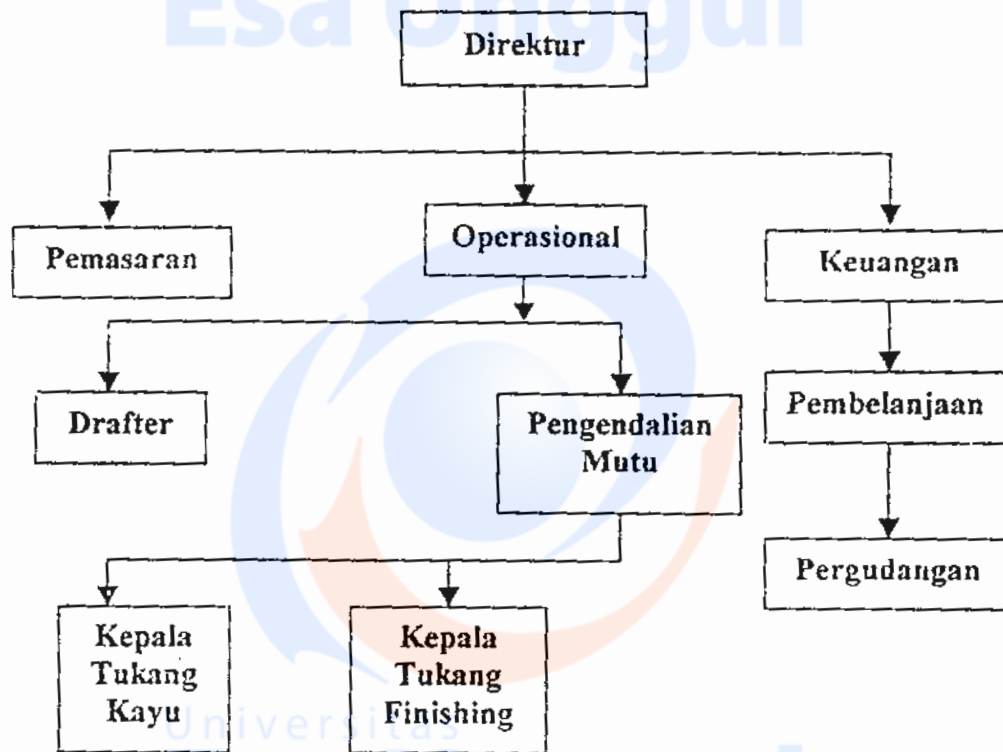 Esa Unggul
Direktur
Pemasaran
Operasional
Keuangan
Drafter
Pengendalian
Mutu
Pembelanjaan
Pergudangan
Kepala
Tukang
Kayu
Kepala
Tukang
Finishing
Universitas